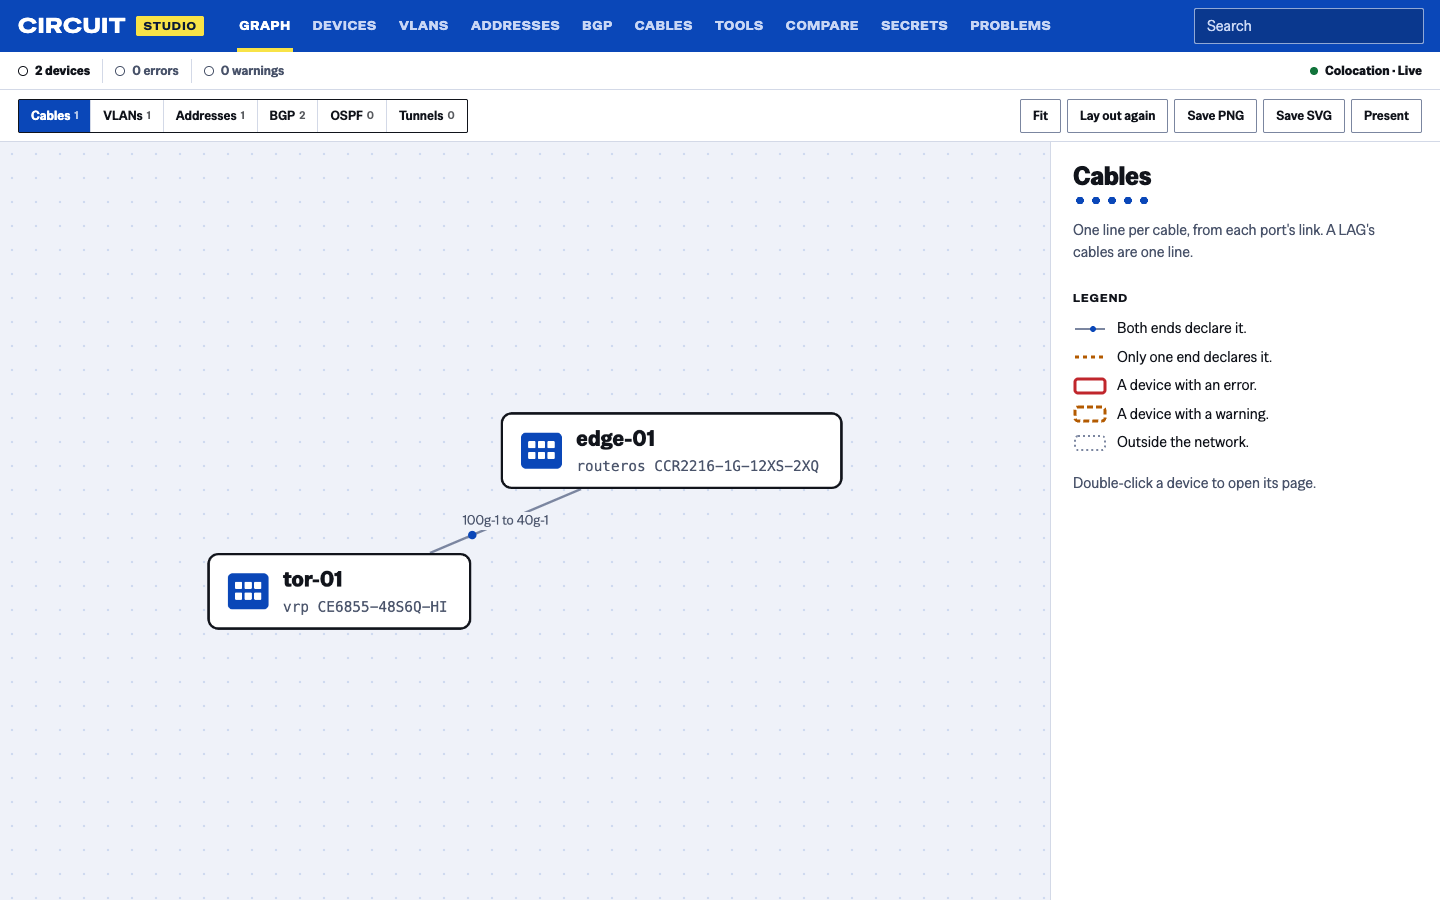 CIRCUIT STUDIO GRAPH DEVICES VLANS ADDRESSES BGP CABLES TOOLS COMPARE SECRETS PROBLEMS Search
2 devices 0 errors 0 warnings Colocation · Live
Cables 1 VLANs 1 Addresses 1 BGP 2 OSPF 0 Tunnels 0 Fit Lay out again Save PNG Save SVG Present
Cables
One line per cable, from each port's link. A LAG's
cables are one line.
LEGEND
Both ends declare it.
Only one end declares it.
A device with an error.
A device with a warning.
Outside the network.
Double-click a device to open its page.
edge-01
routeros CCR2216-1G-12XS-2XQ
100g-1 to 40g-1
tor-01
vrp CE6855-48S6Q-HI